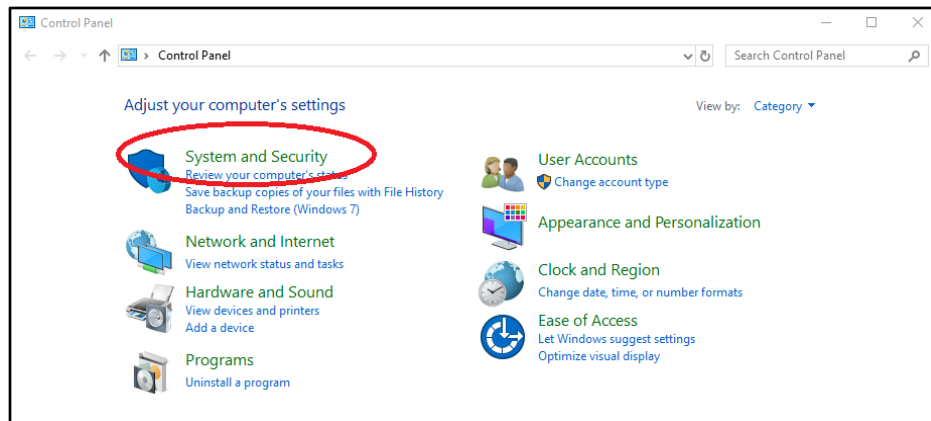 Control Panel
Control Panel
Search Control Panel
Adjust your computer's settings
View by: Category
System and Security
Review your computer's status
Save backup copies of your files with File History
Backup and Restore (Windows 7)
Network and Internet
View network status and tasks
Hardware and Sound
View devices and printers
Add a device
Programs
Uninstall a program
User Accounts
Change account type
Appearance and Personalization
Clock and Region
Change date, time, or number formats
Ease of Access
Let Windows suggest settings
Optimize visual display